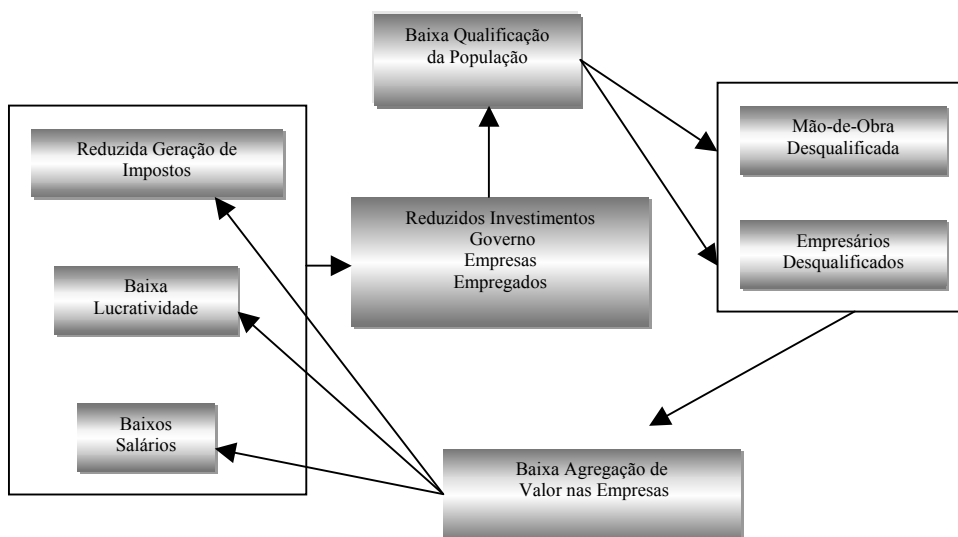 Baixa Qualificação
da População
Reduzida Geração de
Impostos
Mão-de-Obra
Desqualificada
Reduzidos Investimentos
Governo
Empresas
Empregados
Empresários
Desqualificados
Baixa
Lucratividade
Baixos
Salários
Baixa Agregação de
Valor nas Empresas